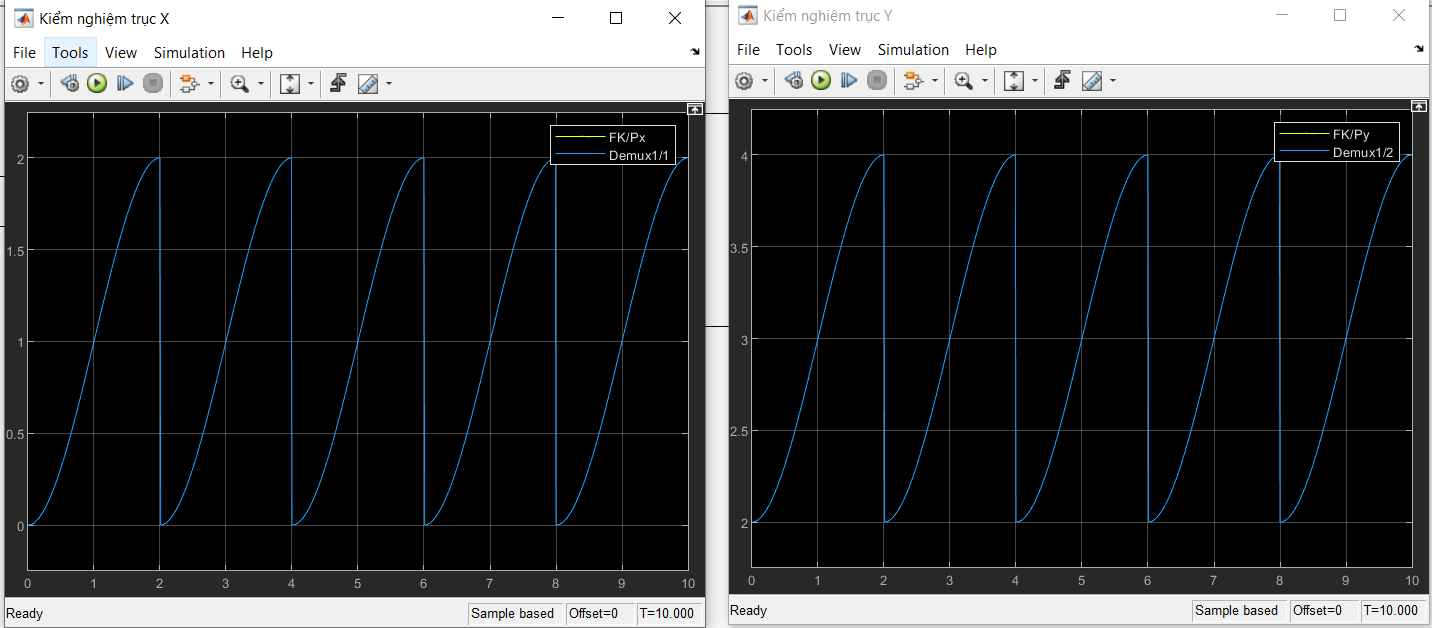 Kiểm nghiệm trục X
File Tools View Simulation Help
FK/Px
Demux1/1
2
1.5
1
0.5
0
0 1 2 3 4 5 6 7 8 9 10
Ready Sample based Offset=0 T=10.000
Kiểm nghiệm trục Y
File Tools View Simulation Help
FK/Py
Demux1/2
4
3.5
3
2.5
2
0 1 2 3 4 5 6 7 8 9 10
Ready Sample based Offset=0 T=10.000